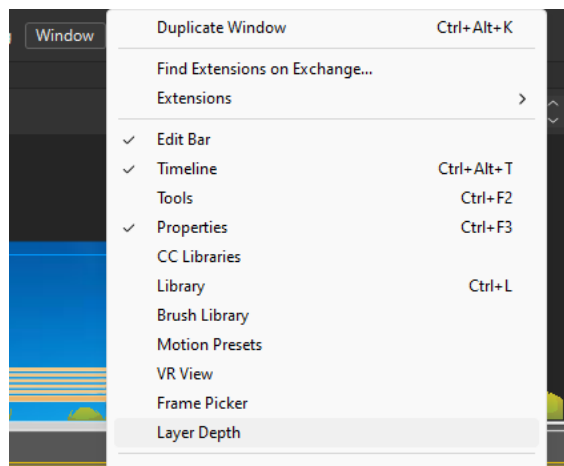 Window
Duplicate Window Ctrl+Alt+K
Find Extensions on Exchange...
Extensions
Edit Bar
Timeline Ctrl+Alt+T
Tools Ctrl+F2
Properties Ctrl+F3
CC Libraries
Library Ctrl+L
Brush Library
Motion Presets
VR View
Frame Picker
Layer Depth